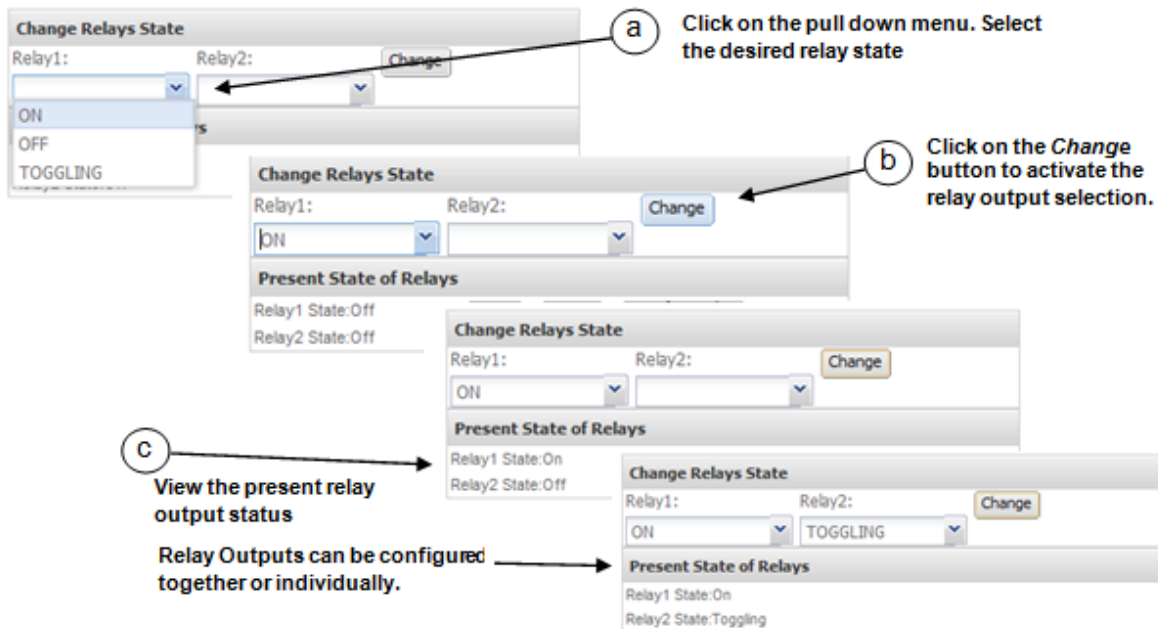 Change Relays State
Relay1:
Relay2:
Change
ON
OFF
TOGGLING
a
Click on the pull down menu. Select
the desired relay state
Change Relays State
Relay1:
Relay2:
Change
ON
Present State of Relays
Relay1 State:Off
Relay2 State:Off
b
Click on the Change
button to activate the
relay output selection.
Change Relays State
Relay1:
Relay2:
Change
ON
Present State of Relays
Relay1 State:On
Relay2 State:Off
c
View the present relay
output status
Relay Outputs can be configured
together or individually.
Change Relays State
Relay1:
Relay2:
Change
ON
TOGGLING
Present State of Relays
Relay1 State:On
Relay2 State:Toggling